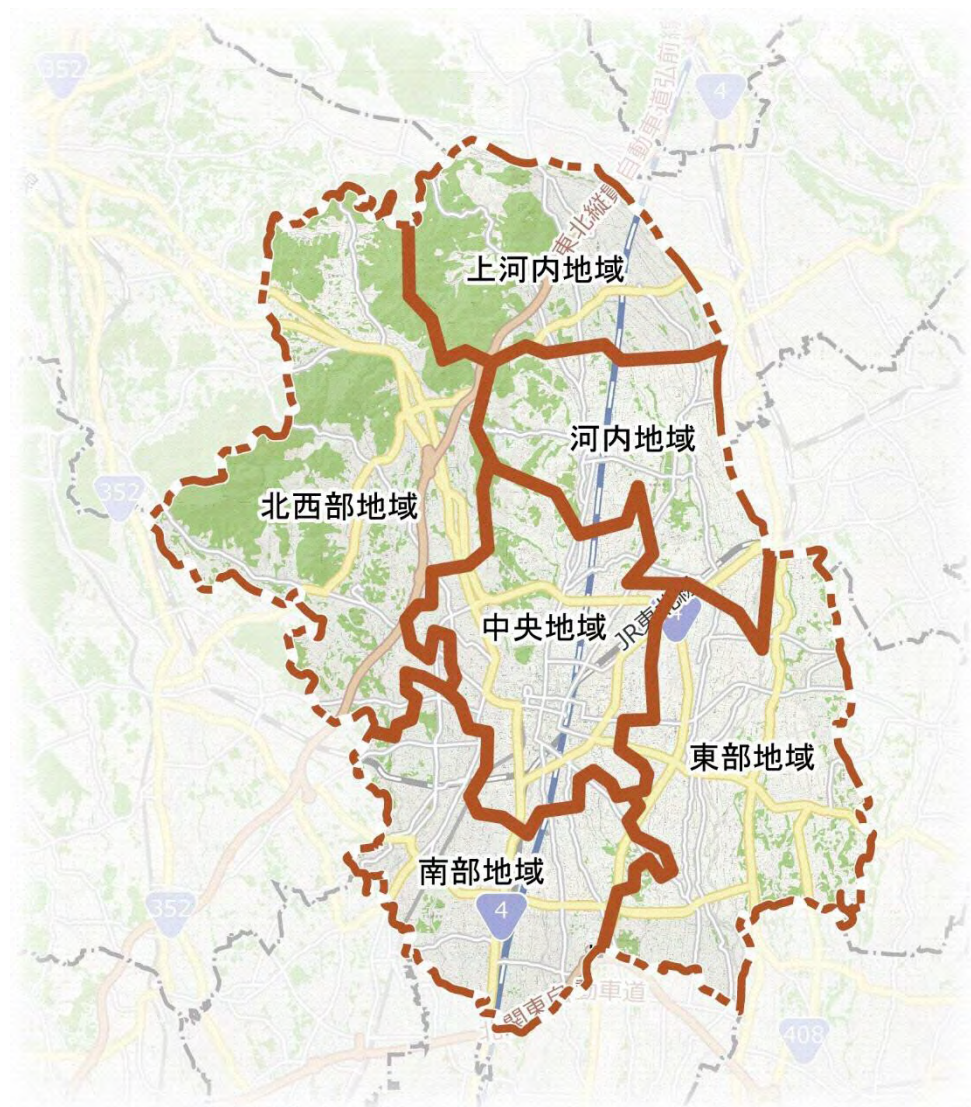 352
4
東北縦貫自動車道弘前線
上河内地域
河内地域
352
北西部地域
中央地域
4
JR東北線
東部地域
南部地域
352
4
関東自動車道
408